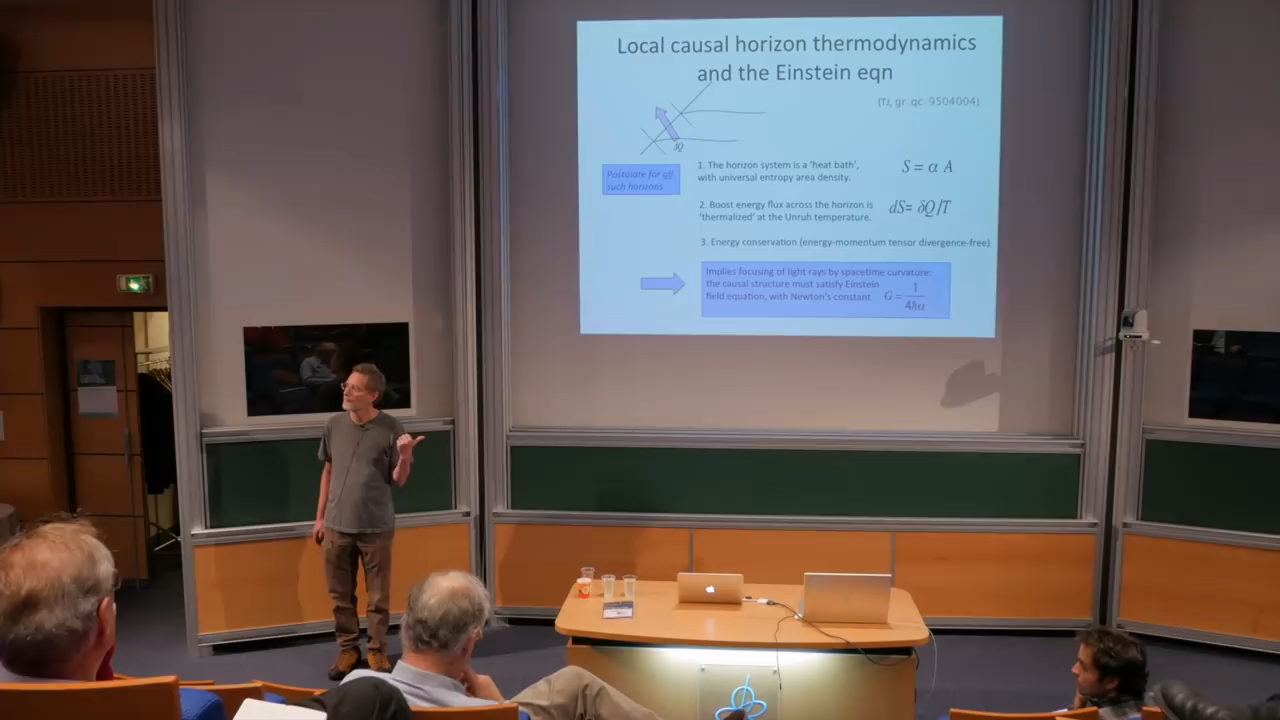 Local causal horizon thermodynamics
and the Einstein eqn
(TJ, gr qc 9504004)
δQ
Postulate for all
such horizons
1. The horizon system is a 'heat bath',
with universal entropy area density.
S = α A
2. Boost energy flux across the horizon is
'thermalized' at the Unruh temperature.
dS= δQ/T
3. Energy conservation (energy-momentum tensor divergence-free)
Implies focusing of light rays by spacetime curvature:
the causal structure must satisfy Einstein
field equation, with Newton's constant G = 1/4ħα